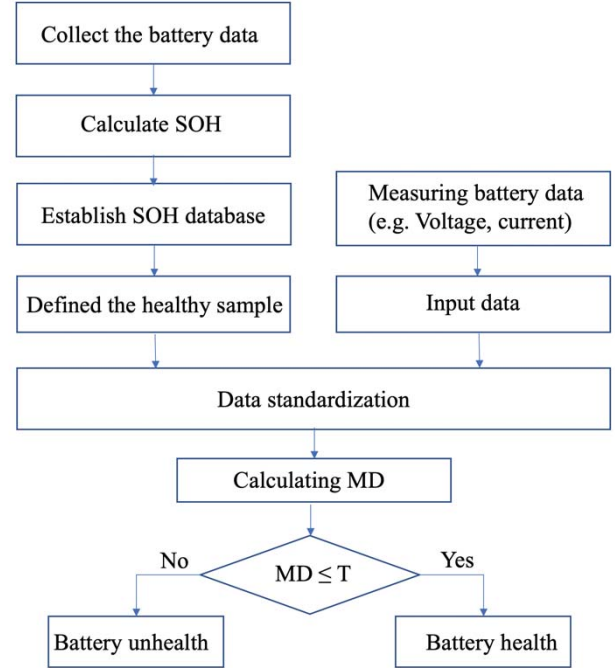 Collect the battery data
Calculate SOH
Establish SOH database
Defined the healthy sample
Measuring battery data
(e.g. Voltage, current)
Input data
Data standardization
Calculating MD
MD ≤ T
No
Yes
Battery unhealth
Battery health